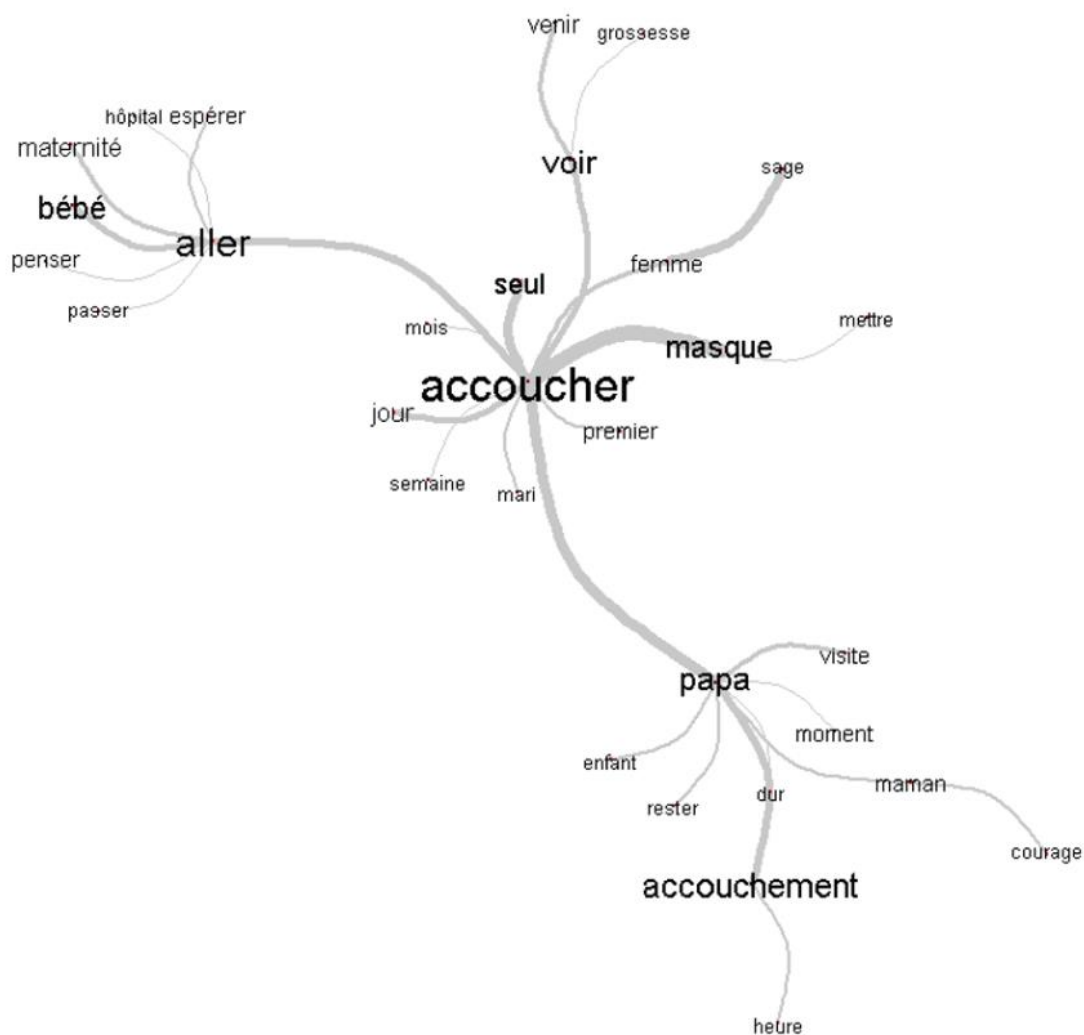 venir
grossesse
hôpital espérer
maternité
voir
sage
bébé
aller
penser
femme
passer
seul
mois
mettre
masque
accoucher
jour
premier
semaine
mari
visite
papa
moment
enfant
maman
rester
dur
courage
accouchement
heure